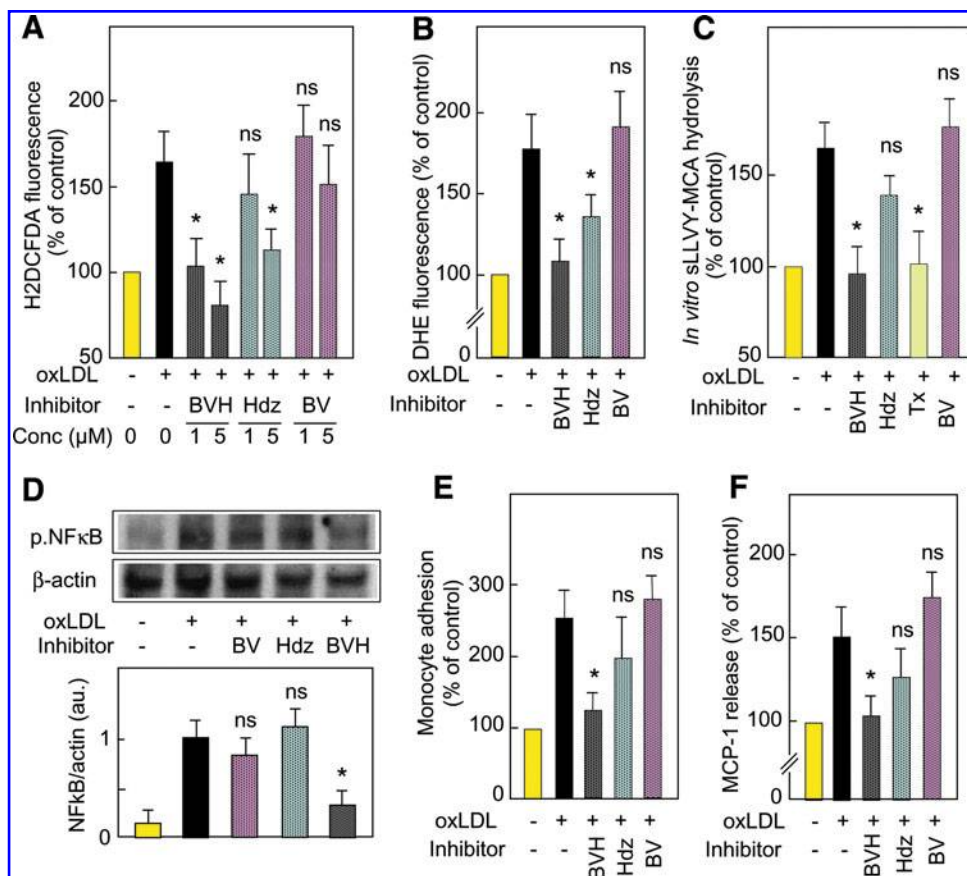 A
H2DCFDA fluorescence
(% of control)
200
150
100
50
*
*
ns
*
ns
ns
oxLDL - + + + + + + +
Inhibitor - - BVH Hdz BV
Conc (µM) 0 0 1 5 1 5 1 5
B
DHE fluorescence (% of control)
200
150
100
0
*
*
ns
oxLDL - + + + +
Inhibitor - - BVH Hdz BV
C
In vitro sLLVY-MCA hydrolysis
(% of control)
200
150
100
50
*
ns
*
ns
oxLDL - + + + + +
Inhibitor - - BVH Hdz Tx BV
D
p.NFκB
β-actin
oxLDL - + + + +
Inhibitor - - BV Hdz BVH
NFkB/actin (au.)
1
0
ns
ns
*
E
Monocyte adhesion
(% of control)
300
200
100
0
*
ns
ns
oxLDL - + + + +
Inhibitor - - BVH Hdz BV
F
MCP-1 release (% of control)
200
150
100
0
*
ns
ns
oxLDL - + + + +
Inhibitor - - BVH Hdz BV